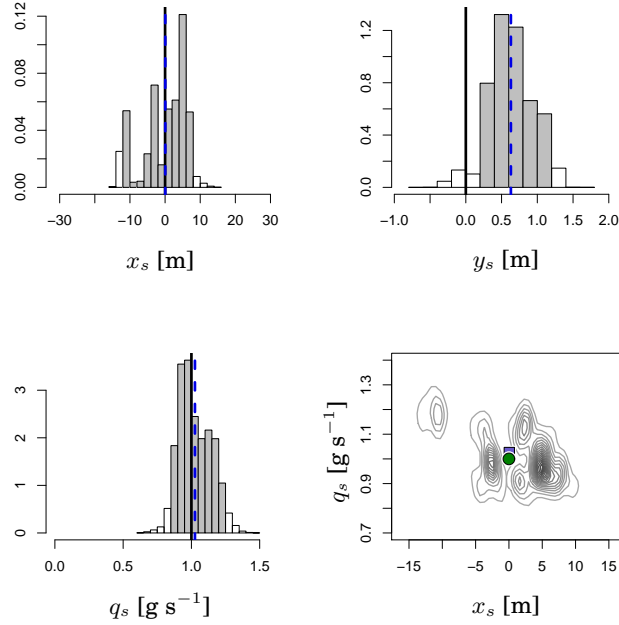 0.00 0.04 0.08 0.12
−30 −10 0 10 20 30
x_s [m]
0.0 0.4 0.8 1.2
−1.0 0.0 0.5 1.0 1.5 2.0
y_s [m]
0 1 2 3
0.0 0.5 1.0 1.5
q_s [g s⁻¹]
0.7 0.9 1.1 1.3
q_s [g s⁻¹]
−15 −10 −5 0 5 10 15
x_s [m]